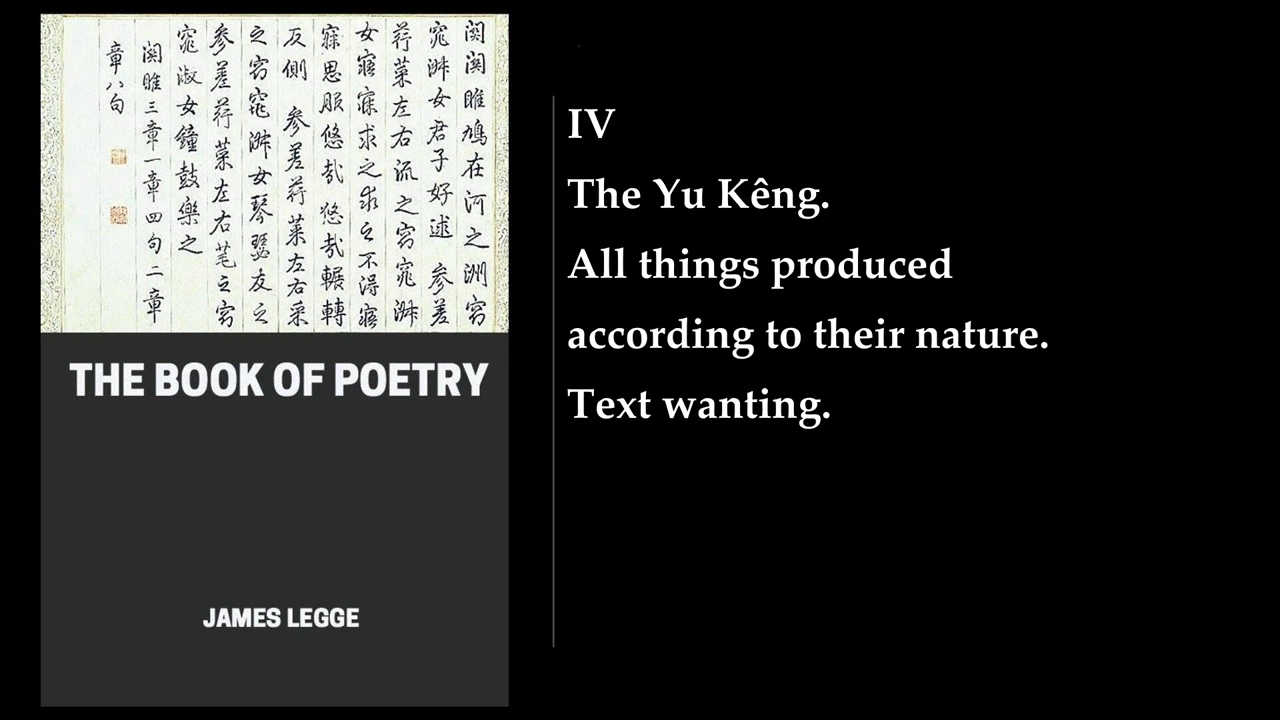 關關雎鳩在河之洲窈
窕淑女君子好逑 參差
荇菜左右流之窈窕淑
女寤寐求之求之不得寤
寐思服悠哉悠哉輾轉
反側 參差荇菜左右采
之窈窕淑女琴瑟友之
參差荇菜左右芼之窈
窕淑女鐘鼓樂之
關雎三章一章四句二章
章八句
THE BOOK OF POETRY
JAMES LEGGE
IV
The Yu Kêng.
All things produced
according to their nature.
Text wanting.